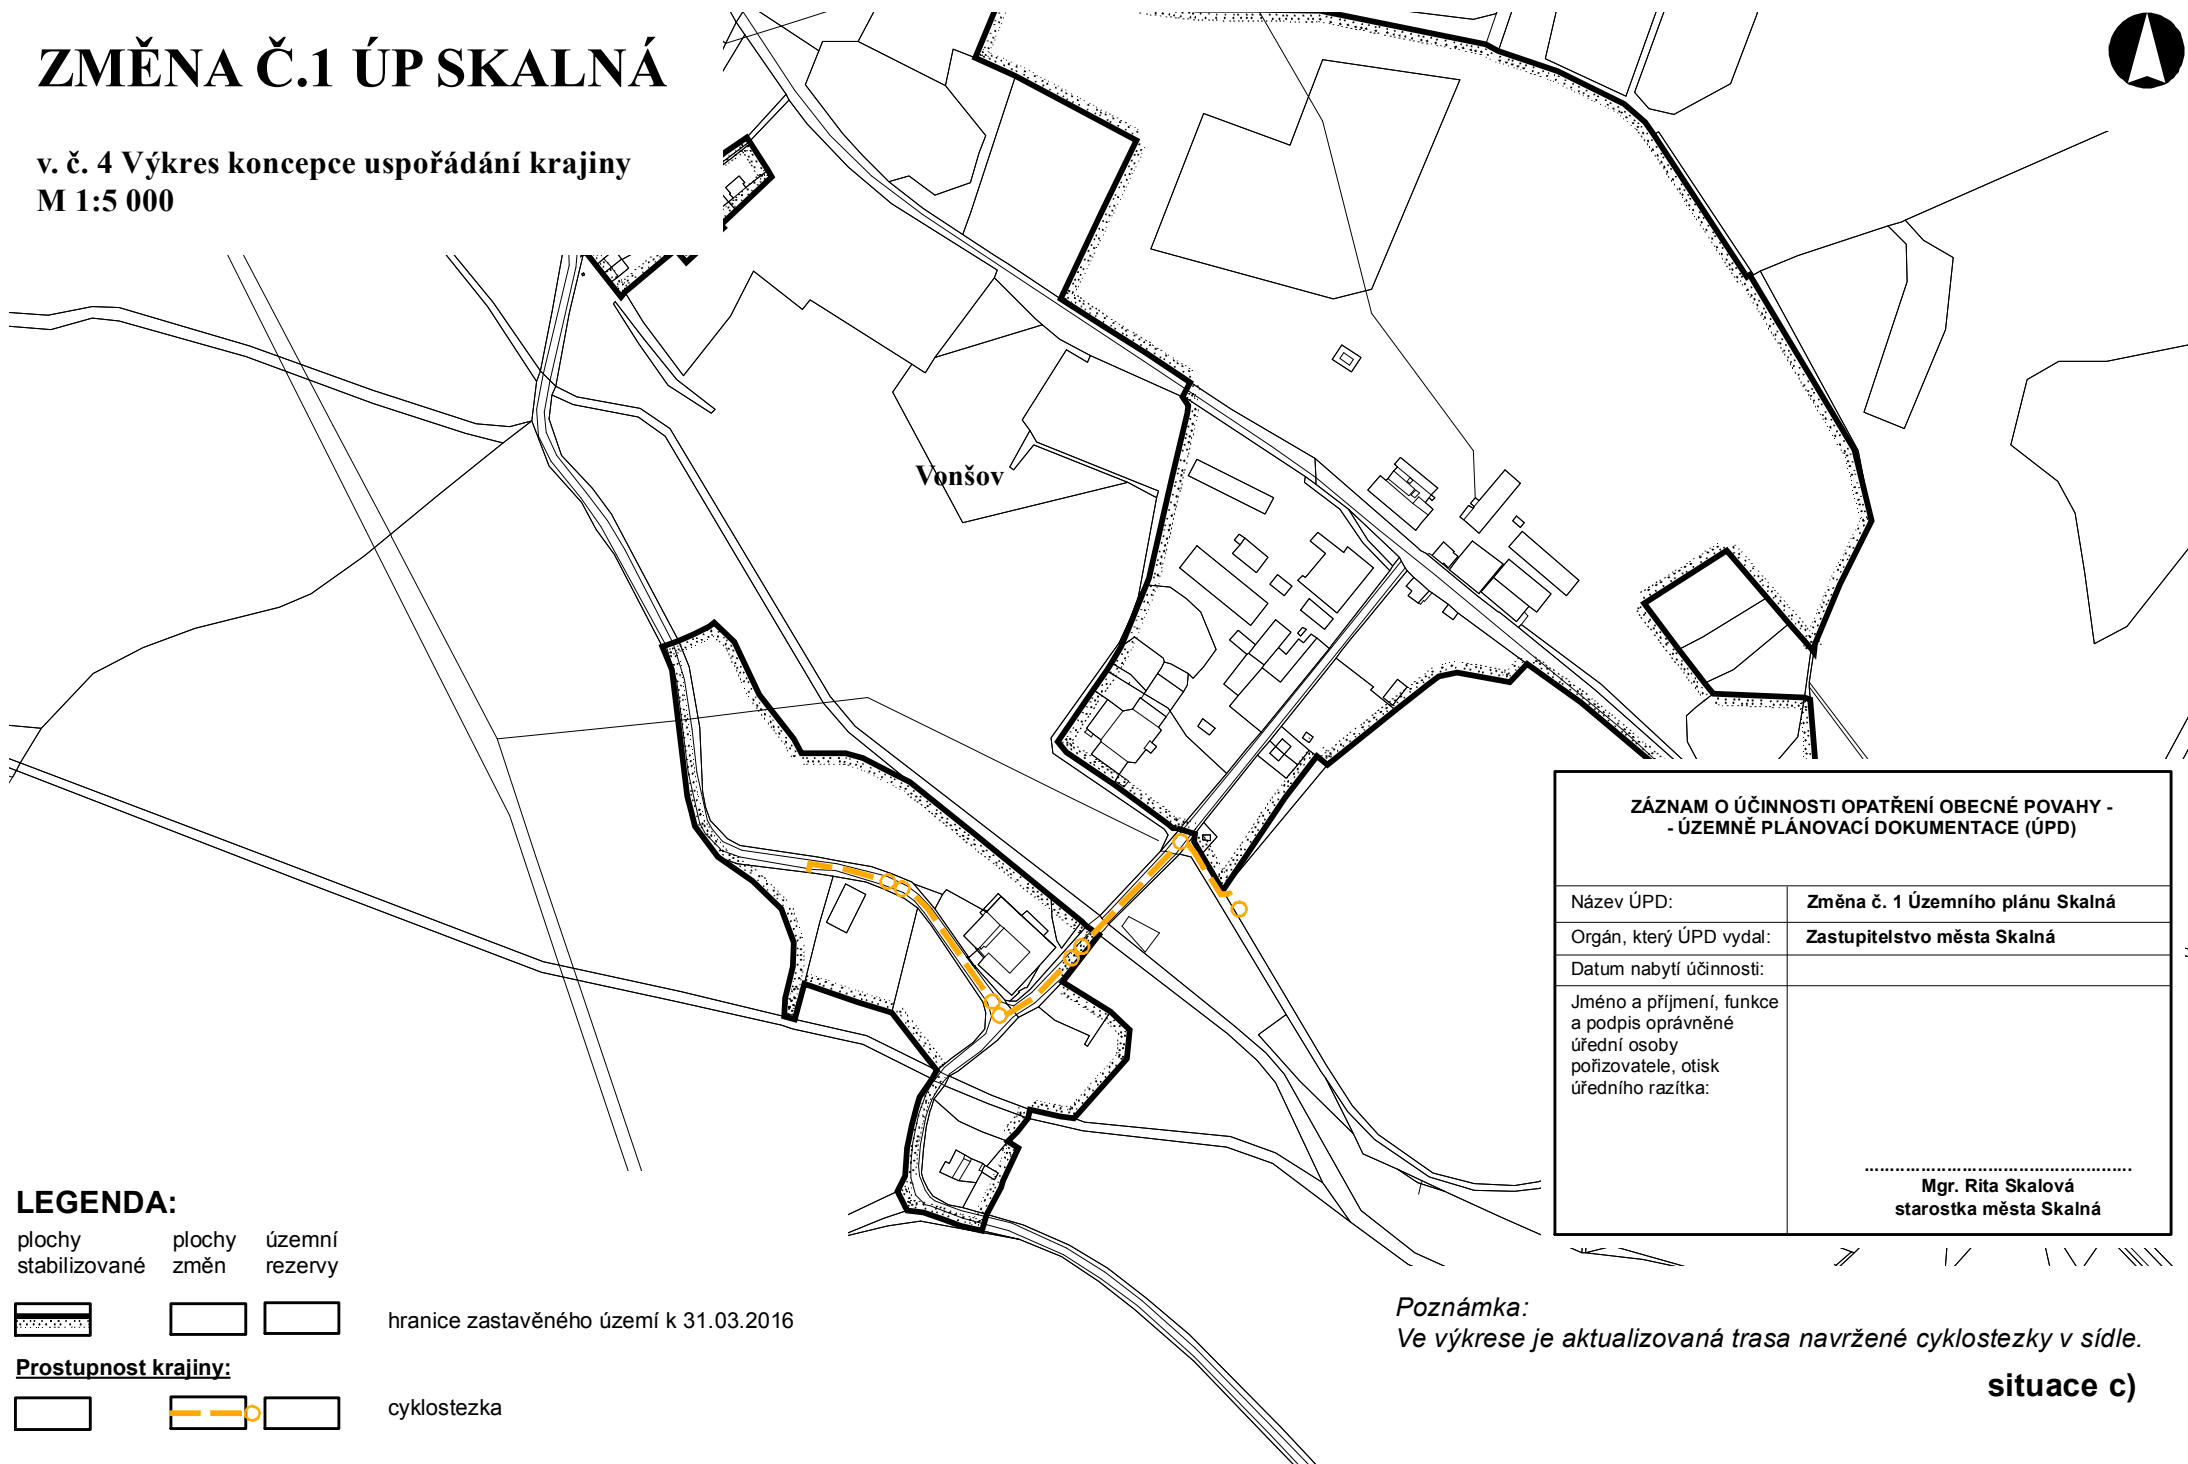 ZMĚNA Č.1 ÚP SKALNÁ
v. č. 4 Výkres koncepce uspořádání krajiny
M 1:5 000
Vonšov
ZÁZNAM O ÚČINNOSTI OPATŘENÍ OBECNÉ POVAHY -
- ÚZEMNĚ PLÁNOVACÍ DOKUMENTACE (ÚPD)
Název ÚPD: Změna č. 1 Územního plánu Skalná
Orgán, který ÚPD vydal: Zastupitelstvo města Skalná
Datum nabytí účinnosti:
Jméno a příjmení, funkce
a podpis oprávněné
úřední osoby
pořizovatele, otisk
úředního razítka:
Mgr. Rita Skalová
starostka města Skalná
LEGENDA:
plochy stabilizované
plochy změn
územní rezervy
hranice zastavěného území k 31.03.2016
Prostupnost krajiny:
cyklostezka
Poznámka:
Ve výkrese je aktualizovaná trasa navržené cyklostezky v sídle.
situace c)